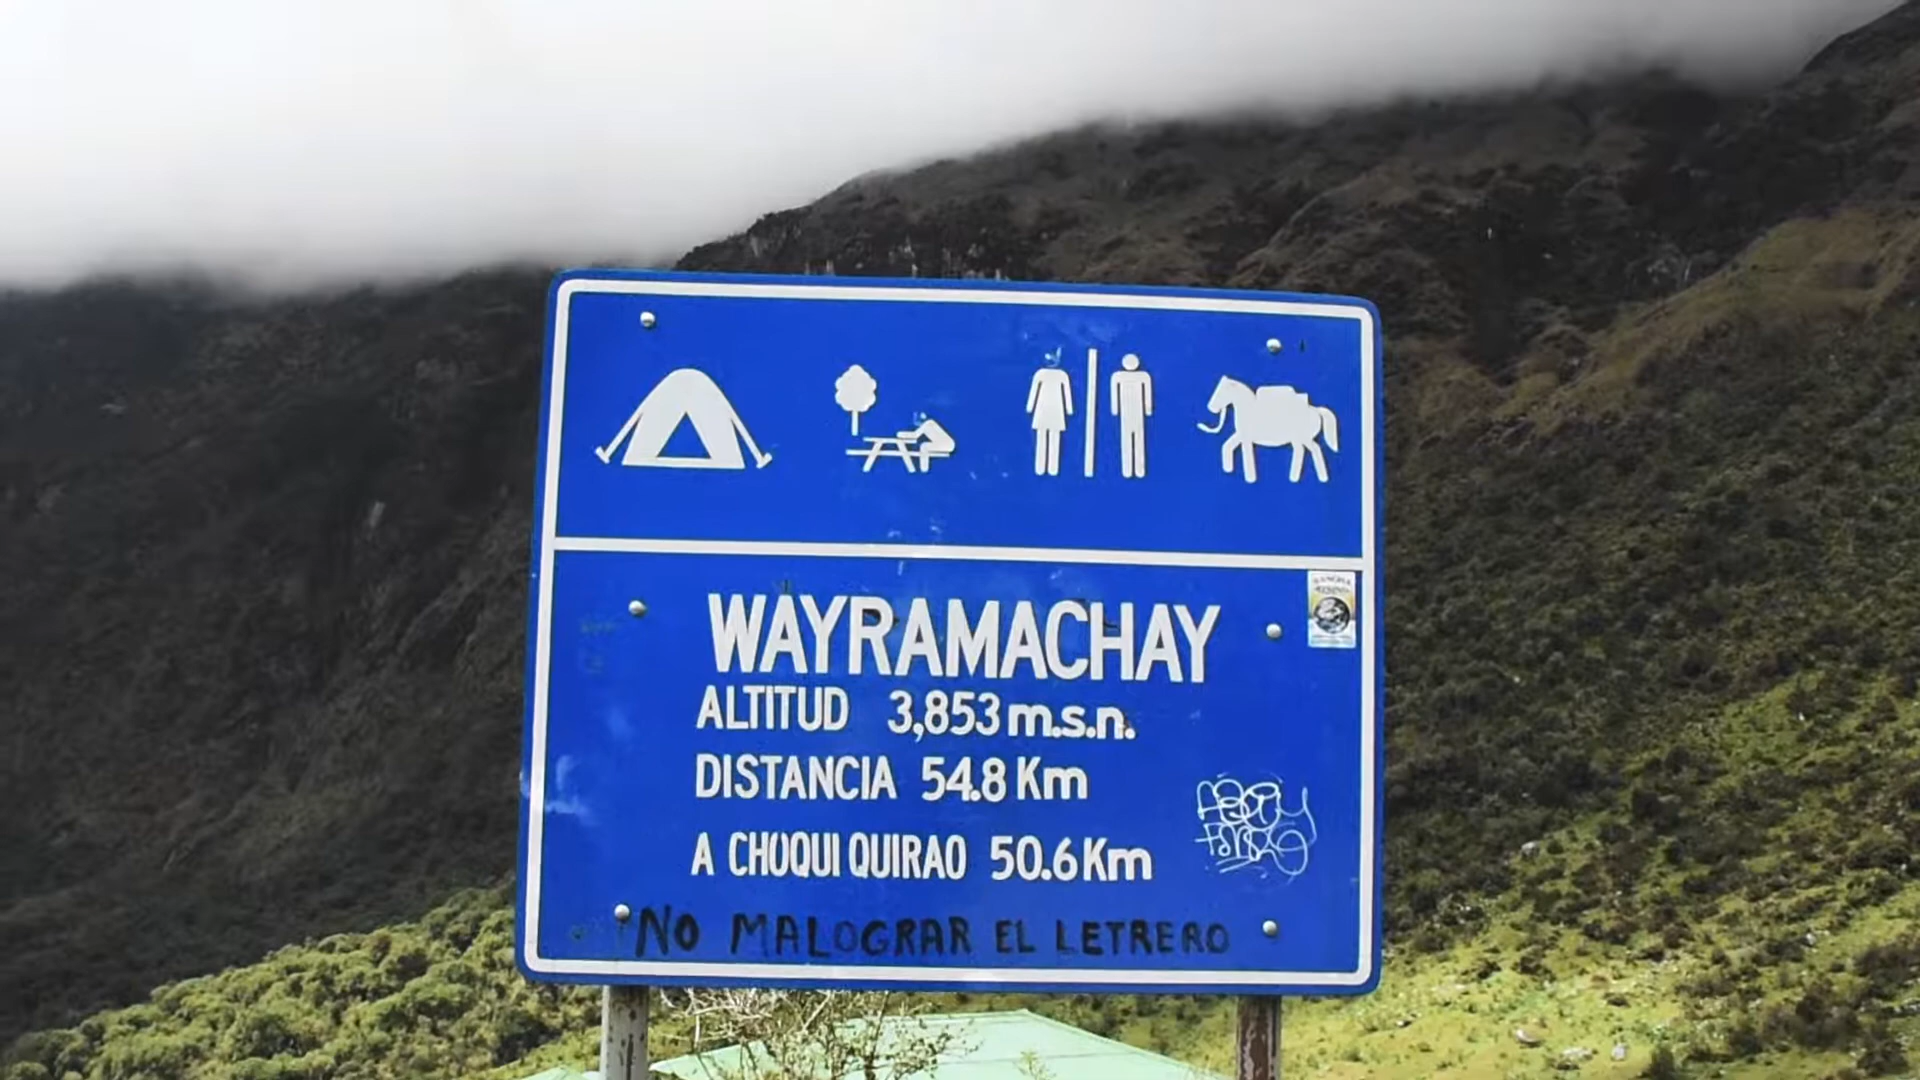 WAYRAMACHAY
ALTITUD 3,853 m.s.n.
DISTANCIA 54.8 Km
A CHOQUI QUIRAO 50.6 Km
NO MALOGRAR EL LETRERO